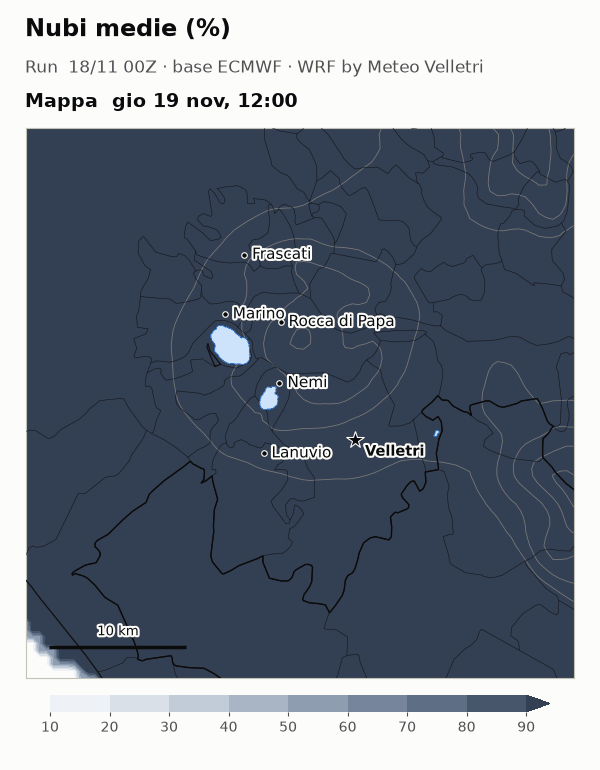 Nubi medie (%)
Run 18/11 00Z · base ECMWF · WRF by Meteo Velletri
Mappa gio 19 nov, 12:00
Frascati
Marino
Rocca di Papa
Nemi
Velletri
Lanuvio
10 km
10 20 30 40 50 60 70 80 90